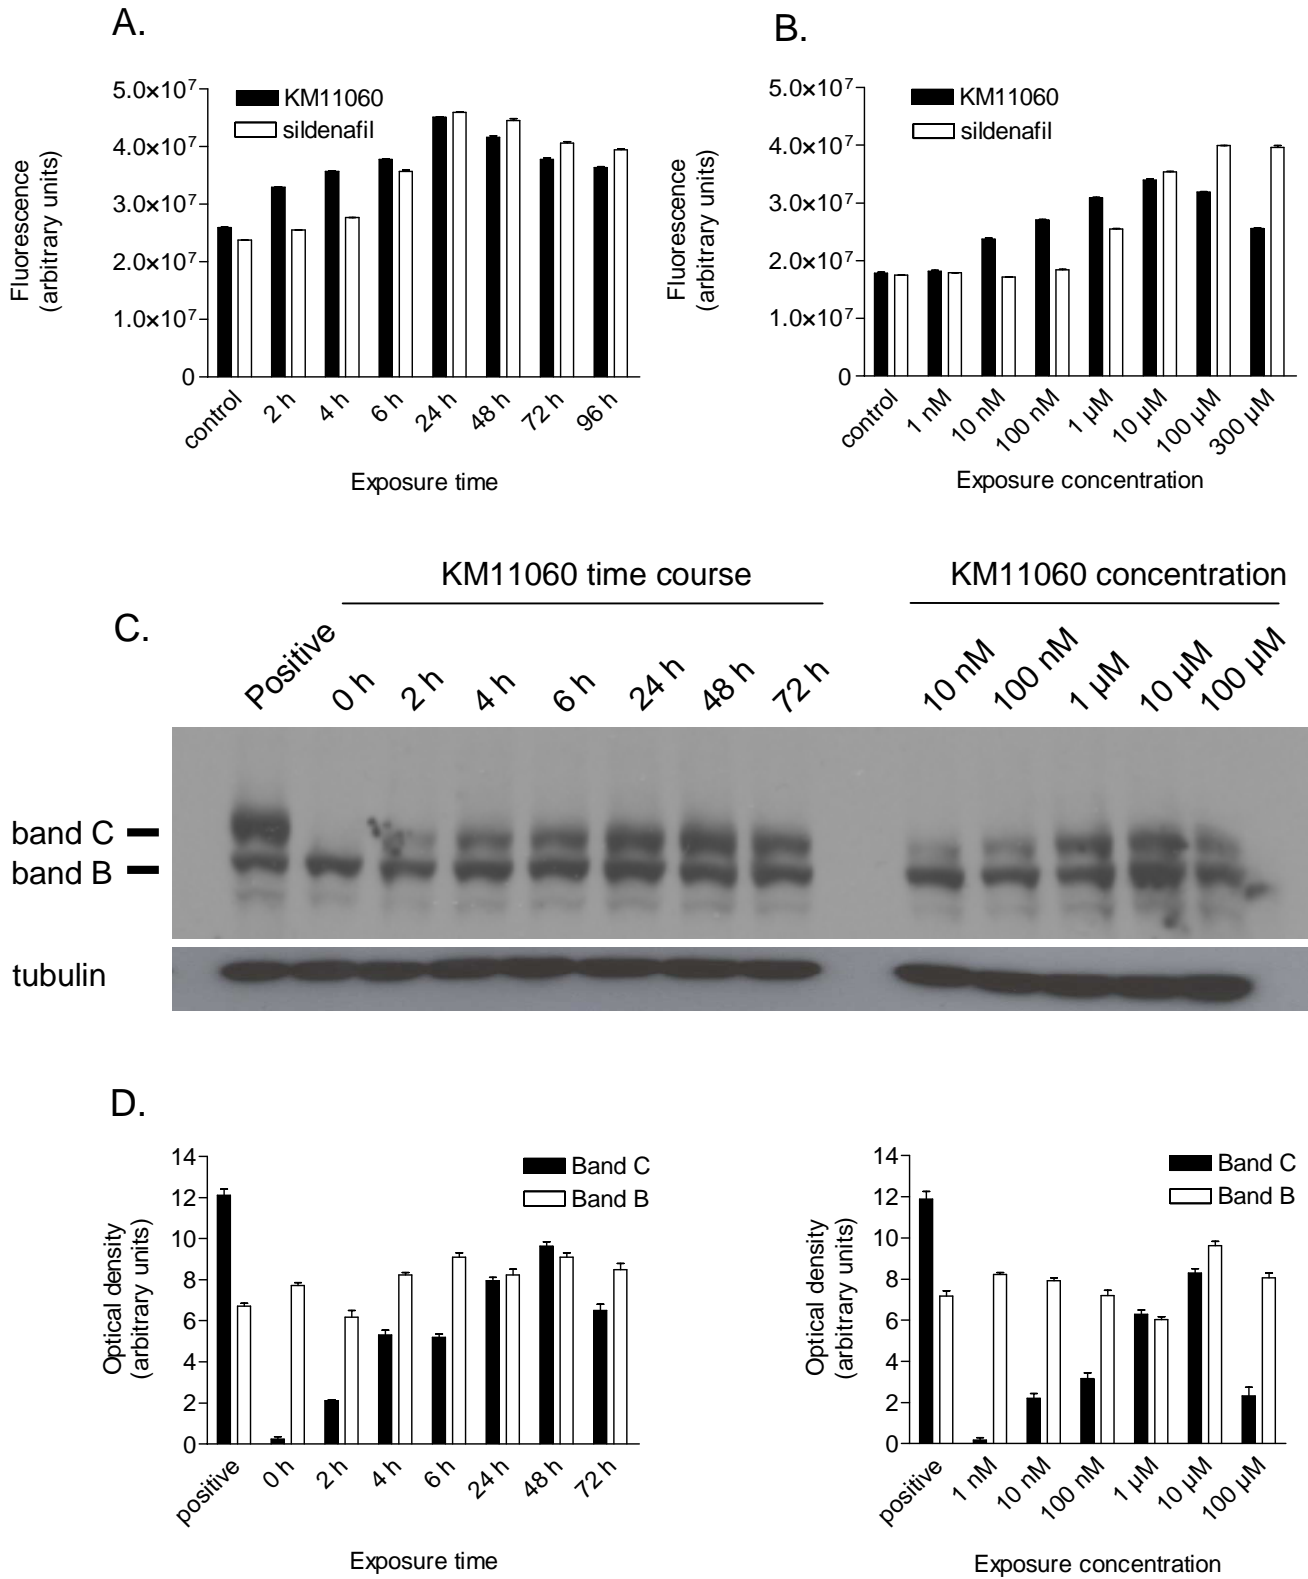 A.
5.0×10⁷
4.0×10⁷
3.0×10⁷
2.0×10⁷
1.0×10⁷
0
Fluorescence
(arbitrary units)
KM11060
sildenafil
control
2 h
4 h
6 h
24 h
48 h
72 h
96 h
Exposure time
B.
5.0×10⁷
4.0×10⁷
3.0×10⁷
2.0×10⁷
1.0×10⁷
0
Fluorescence
(arbitrary units)
KM11060
sildenafil
control
1 nM
10 nM
100 nM
1 µM
10 µM
100 µM
300 µM
Exposure concentration
C.
KM11060 time course
KM11060 concentration
Positive
0 h
2 h
4 h
6 h
24 h
48 h
72 h
10 nM
100 nM
1 µM
10 µM
100 µM
band C
band B
tubulin
D.
14
12
10
8
6
4
2
0
Optical density
(arbitrary units)
Band C
Band B
positive
0 h
2 h
4 h
6 h
24 h
48 h
72 h
Exposure time
14
12
10
8
6
4
2
0
Optical density
(arbitrary units)
Band C
Band B
positive
1 nM
10 nM
100 nM
1 µM
10 µM
100 µM
Exposure concentration